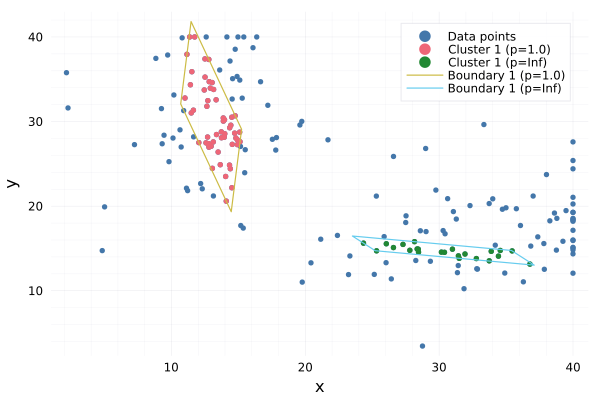 40
30
20
10
y
10
20
30
40
x
Data points
Cluster 1 (p=1.0)
Cluster 1 (p=Inf)
Boundary 1 (p=1.0)
Boundary 1 (p=Inf)